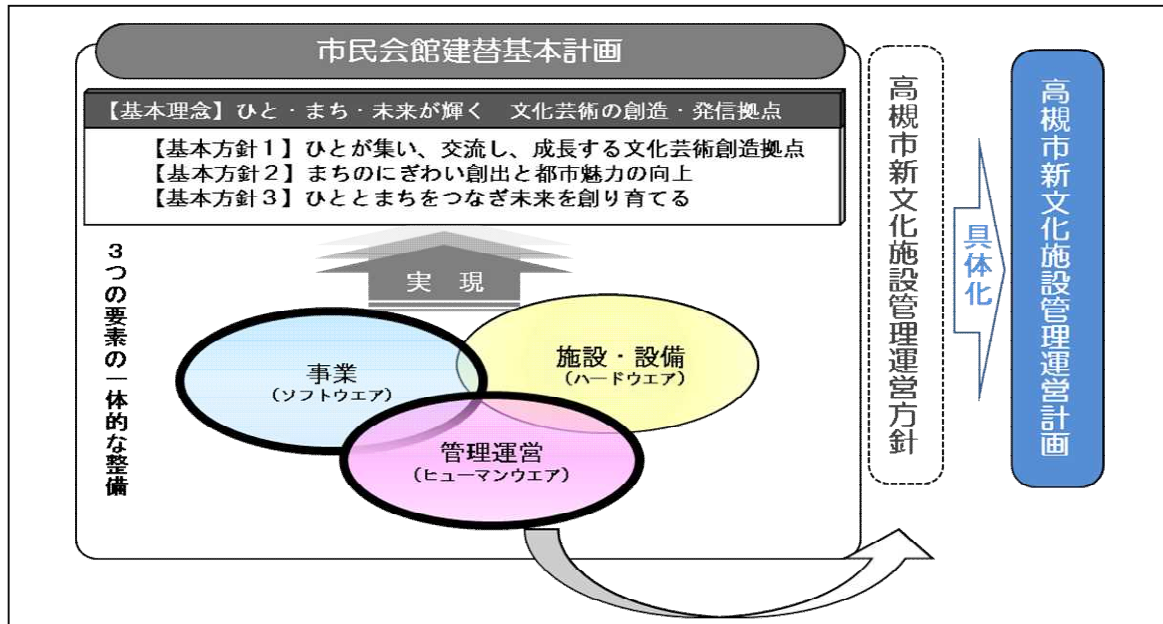 市民会館建替基本計画
【基本理念】ひと・まち・未来が輝く　文化芸術の創造・発信拠点
【基本方針１】ひとが集い、交流し、成長する文化芸術創造拠点
【基本方針２】まちのにぎわい創出と都市魅力の向上
【基本方針３】ひととまちをつなぎ未来を創り育てる
３つの要素の一体的な整備
実　現
事業
（ソフトウエア）
施設・設備
（ハードウエア）
管理運営
（ヒューマンウエア）
高槻市新文化施設管理運営方針
具体化
高槻市新文化施設管理運営計画